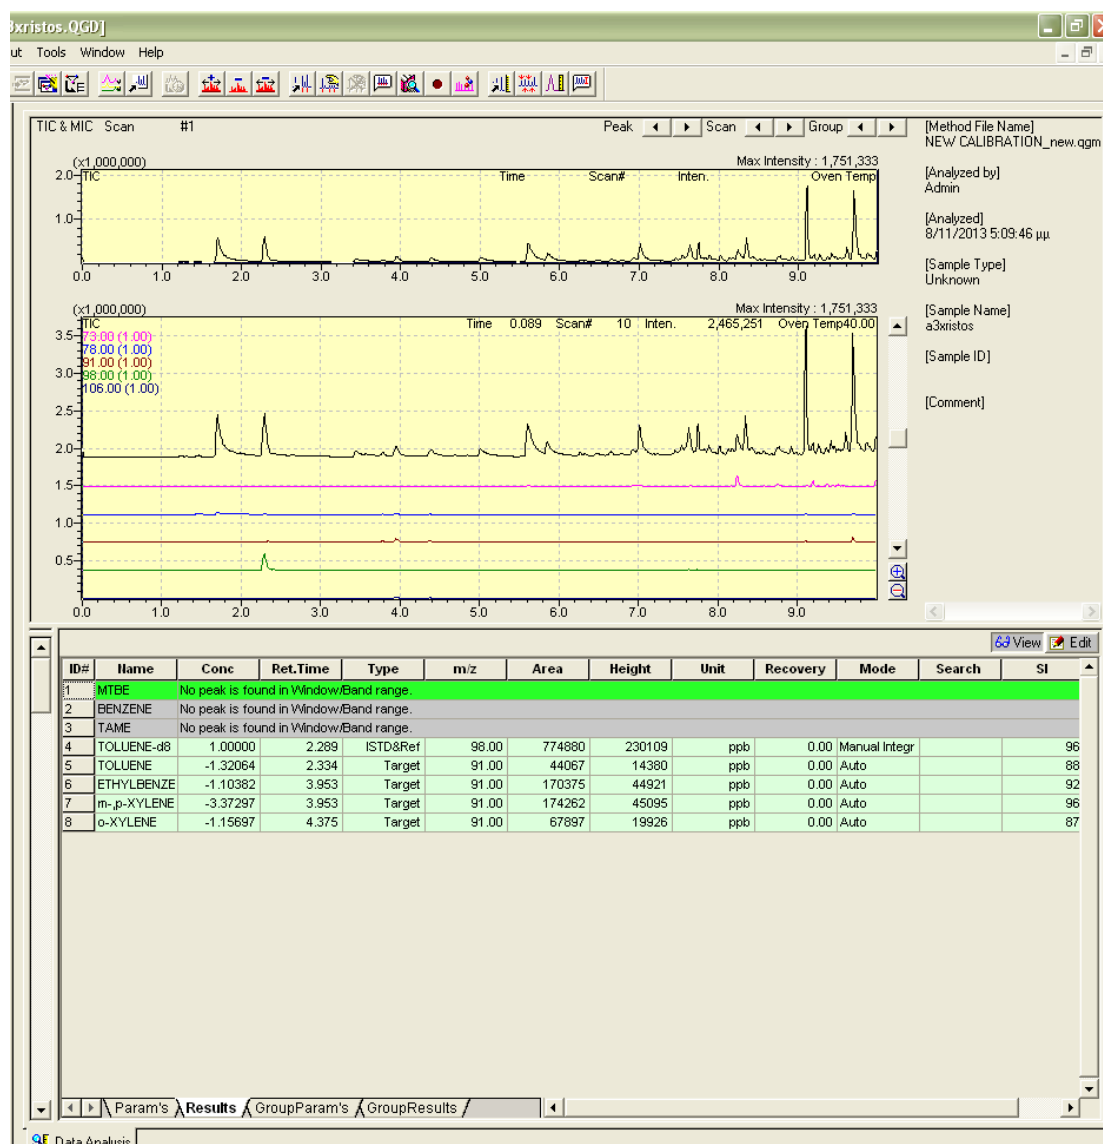 3xristos.QGD]
ut Tools Window Help
TIC & MIC Scan #1 Peak Scan Group
(x1,000,000) Max Intensity : 1,751,333
TIC Time Scan# Inten. Oven Temp
2.0
1.0
0.0 1.0 2.0 3.0 4.0 5.0 6.0 7.0 8.0 9.0
(x1,000,000) Max Intensity : 1,751,333
TIC Time 0.089 Scan# 10 Inten. 2,465,251 Oven Temp40.00
73.00 (1.00)
78.00 (1.00)
91.00 (1.00)
98.00 (1.00)
106.00 (1.00)
3.5
3.0
2.5
2.0
1.5
1.0
0.5
0.0 1.0 2.0 3.0 4.0 5.0 6.0 7.0 8.0 9.0
[Method File Name]
NEW CALIBRATION_new.qgm
[Analyzed by]
Admin
[Analyzed]
8/11/2013 5:09:46 μμ
[Sample Type]
Unknown
[Sample Name]
a3xristos
[Sample ID]
[Comment]
View Edit
ID# Name Conc Ret.Time Type m/z Area Height Unit Recovery Mode Search SI
1 MTBE No peak is found in Window/Band range.
2 BENZENE No peak is found in Window/Band range.
3 TAME No peak is found in Window/Band range.
4 TOLUENE-d8 1.00000 2.289 ISTD&Ref 98.00 774880 230109 ppb 0.00 Manual Integr 96
5 TOLUENE -1.32064 2.334 Target 91.00 44067 14380 ppb 0.00 Auto 88
6 ETHYLBENZE -1.10382 3.953 Target 91.00 170375 44921 ppb 0.00 Auto 92
7 m-,p-XYLENE -3.37297 3.953 Target 91.00 174262 45095 ppb 0.00 Auto 96
8 o-XYLENE -1.15697 4.375 Target 91.00 67897 19926 ppb 0.00 Auto 87
Param's Results GroupParam's GroupResults
Data Analysis